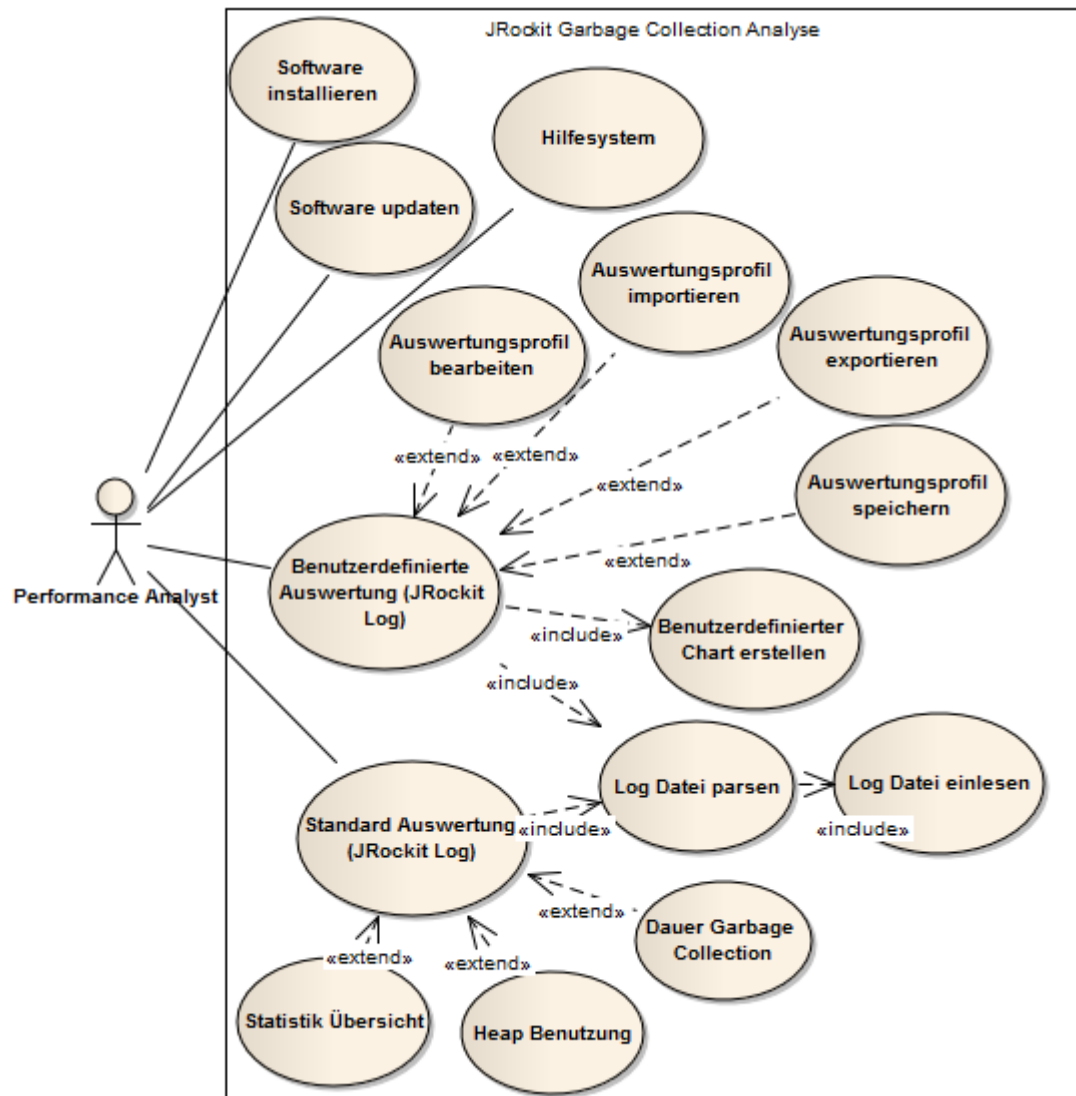 JRockit Garbage Collection Analyse
Software
installieren
Hilfesystem
Software updaten
Auswertungsprofil
importieren
Auswertungsprofil
exportieren
Auswertungsprofil
bearbeiten
«extend»
«extend»
«extend»
Auswertungsprofil
speichern
«extend»
Performance Analyst
Benutzerdefinierte
Auswertung (JRockit
Log)
«include»
Benutzerdefinierter
Chart erstellen
«include»
Log Datei parsen
Log Datei einlesen
«include»
Standard Auswertung
(JRockit Log)
«include»
«extend»
Dauer Garbage
Collection
«extend»
«extend»
Statistik Übersicht
Heap Benutzung